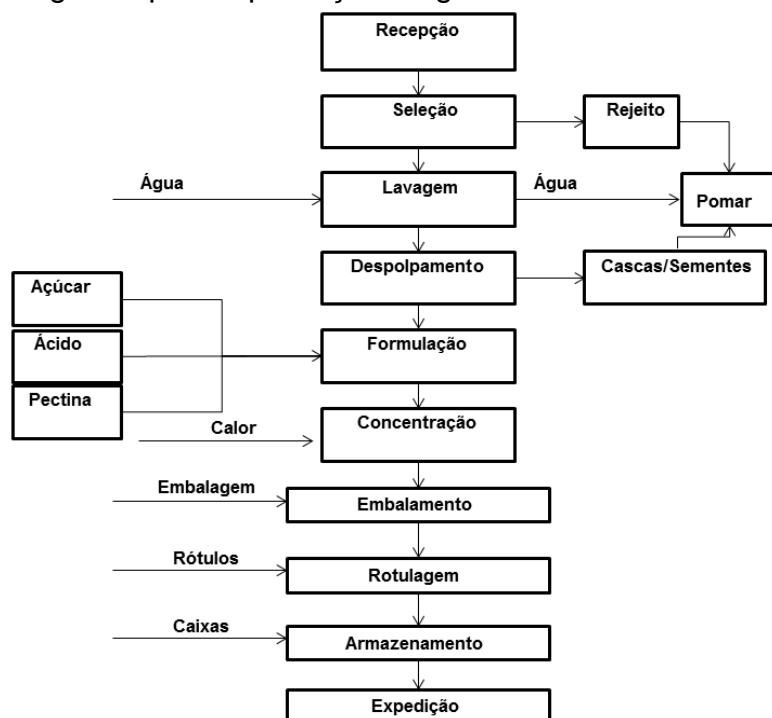 Recepção
Seleção
Rejeito
Água
Lavagem
Água
Pomar
Despolpamento
Cascas/Sementes
Açúcar
Ácido
Formulação
Pectina
Calor
Concentração
Embalagem
Embalamento
Rótulos
Rotulagem
Caixas
Armazenamento
Expedição